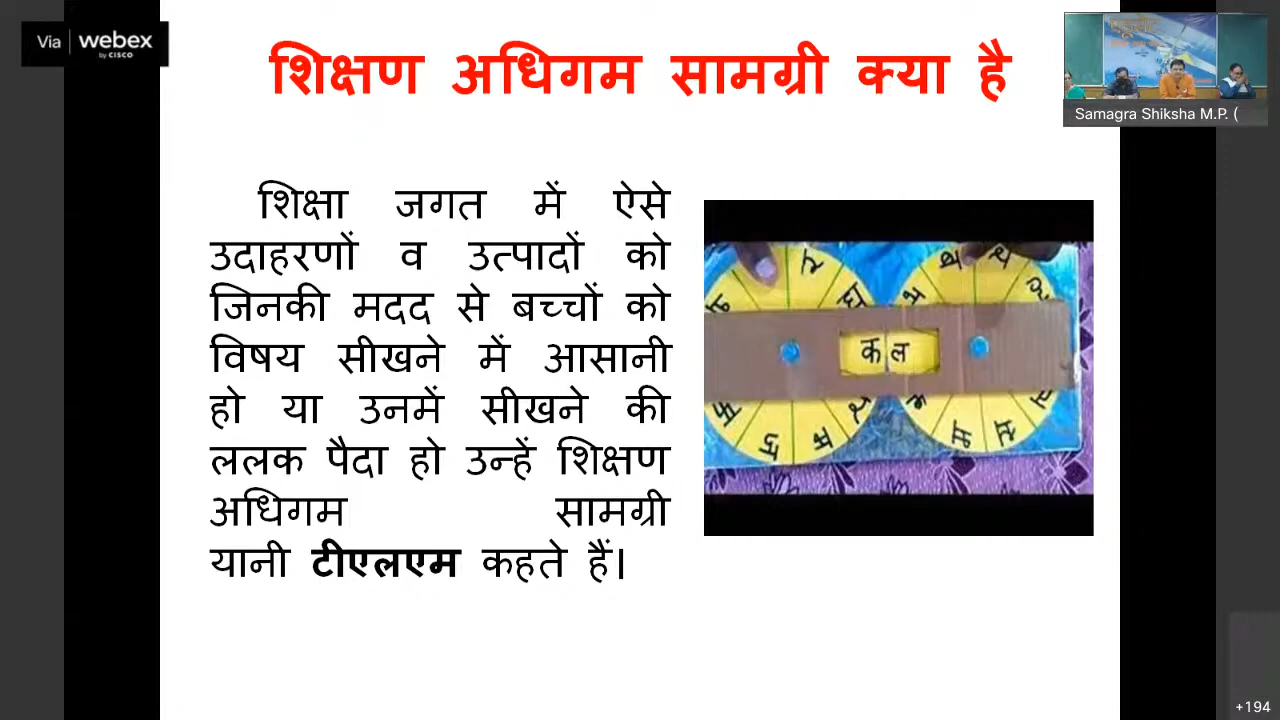 Via webex
by CISCO
शिक्षण अधिगम सामग्री क्या है
Samagra Shiksha M.P. (
शिक्षा जगत में ऐसे
उदाहरणों व उत्पादों को
जिनकी मदद से बच्चों को
विषय सीखने में आसानी
हो या उनमें सीखने की
ललक पैदा हो उन्हें शिक्षण
अधिगम सामग्री
यानी टीएलएम कहते हैं।
क ल
+194